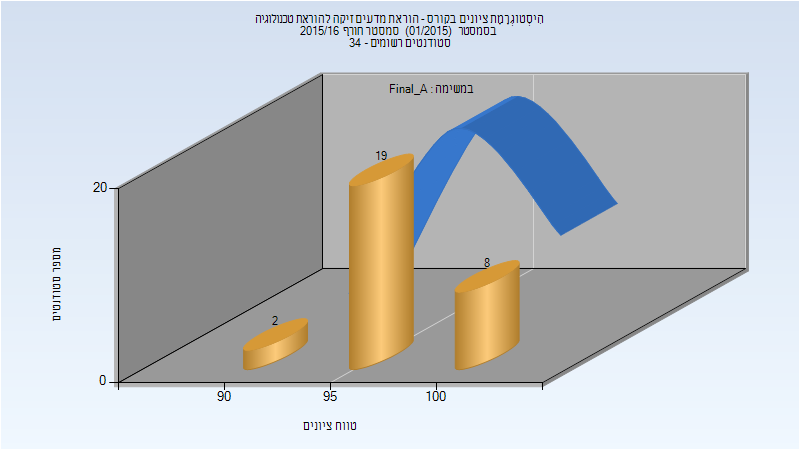 היסטוגרמת ציונים בקורס - הוראת מדעים זיקה להוראת טכנולוגיה
בסמסטר (01/2015) סמסטר חורף 2015/16
סטודנטים רשומים - 34
במשימה : Final_A
19
20
8
2
0
90
95
100
מספר סטודנטים
טווח ציונים